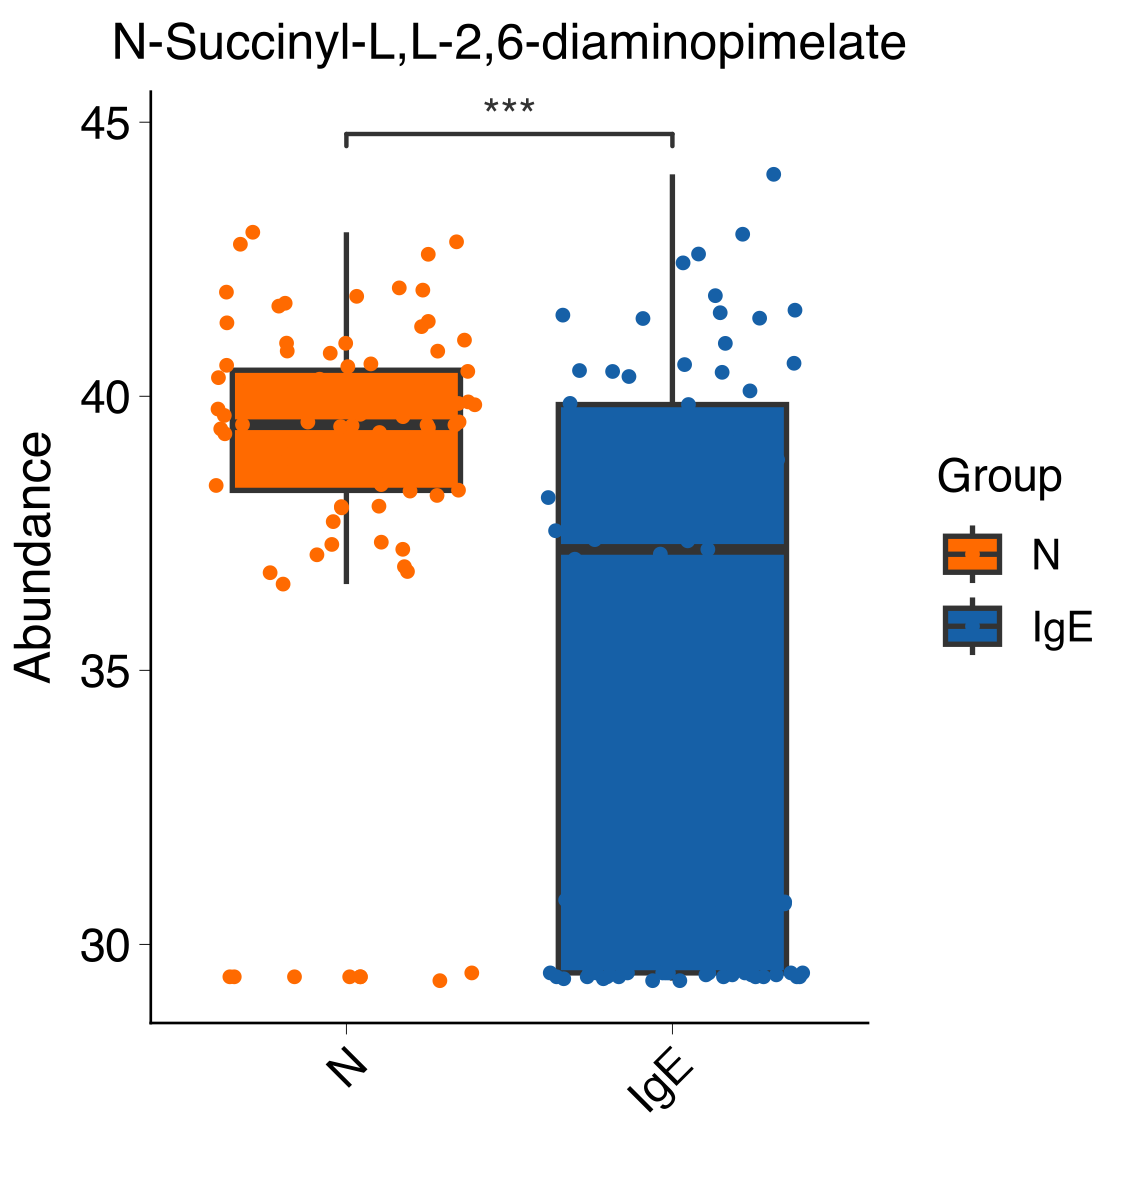 N-Succinyl-L,L-2,6-diaminopimelate
***
45
40
35
30
Abundance
N
IgE
Group
N
IgE